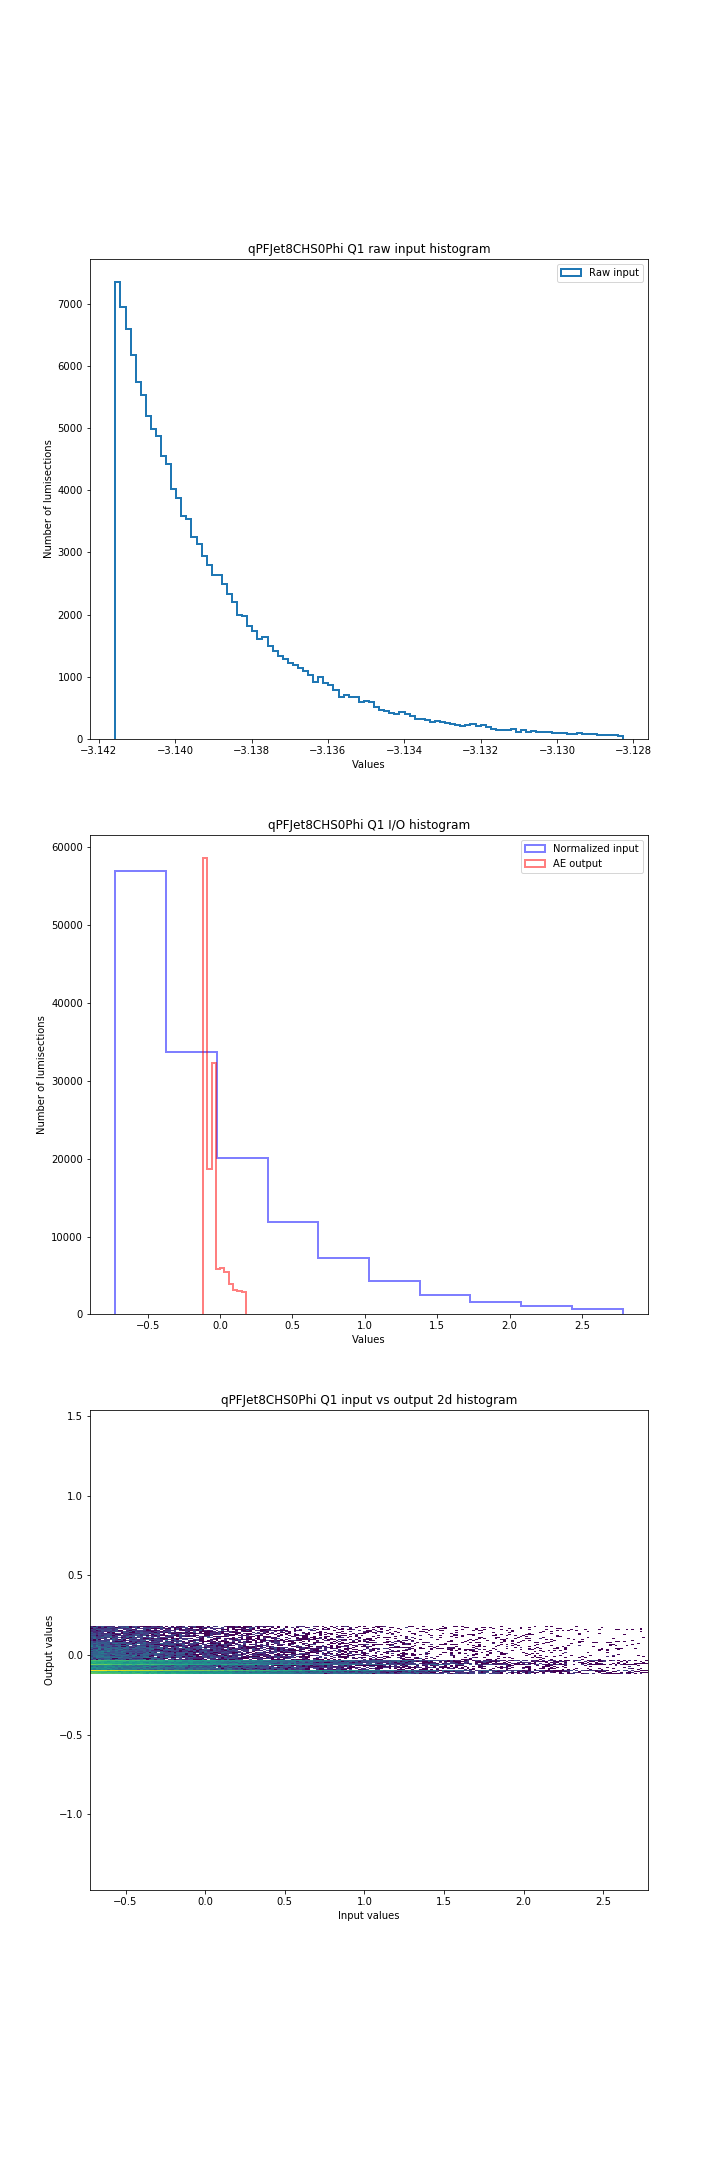 qPFJet8CHS0Phi Q1 raw input histogram
Raw input
Number of lumisections
7000
6000
5000
4000
3000
2000
1000
0
−3.142 −3.140 −3.138 −3.136 −3.134 −3.132 −3.130 −3.128
Values
qPFJet8CHS0Phi Q1 I/O histogram
Normalized input
AE output
Number of lumisections
60000
50000
40000
30000
20000
10000
0
−0.5 0.0 0.5 1.0 1.5 2.0 2.5
Values
qPFJet8CHS0Phi Q1 input vs output 2d histogram
Output values
1.5
1.0
0.5
0.0
−0.5
−1.0
−0.5 0.0 0.5 1.0 1.5 2.0 2.5
Input values